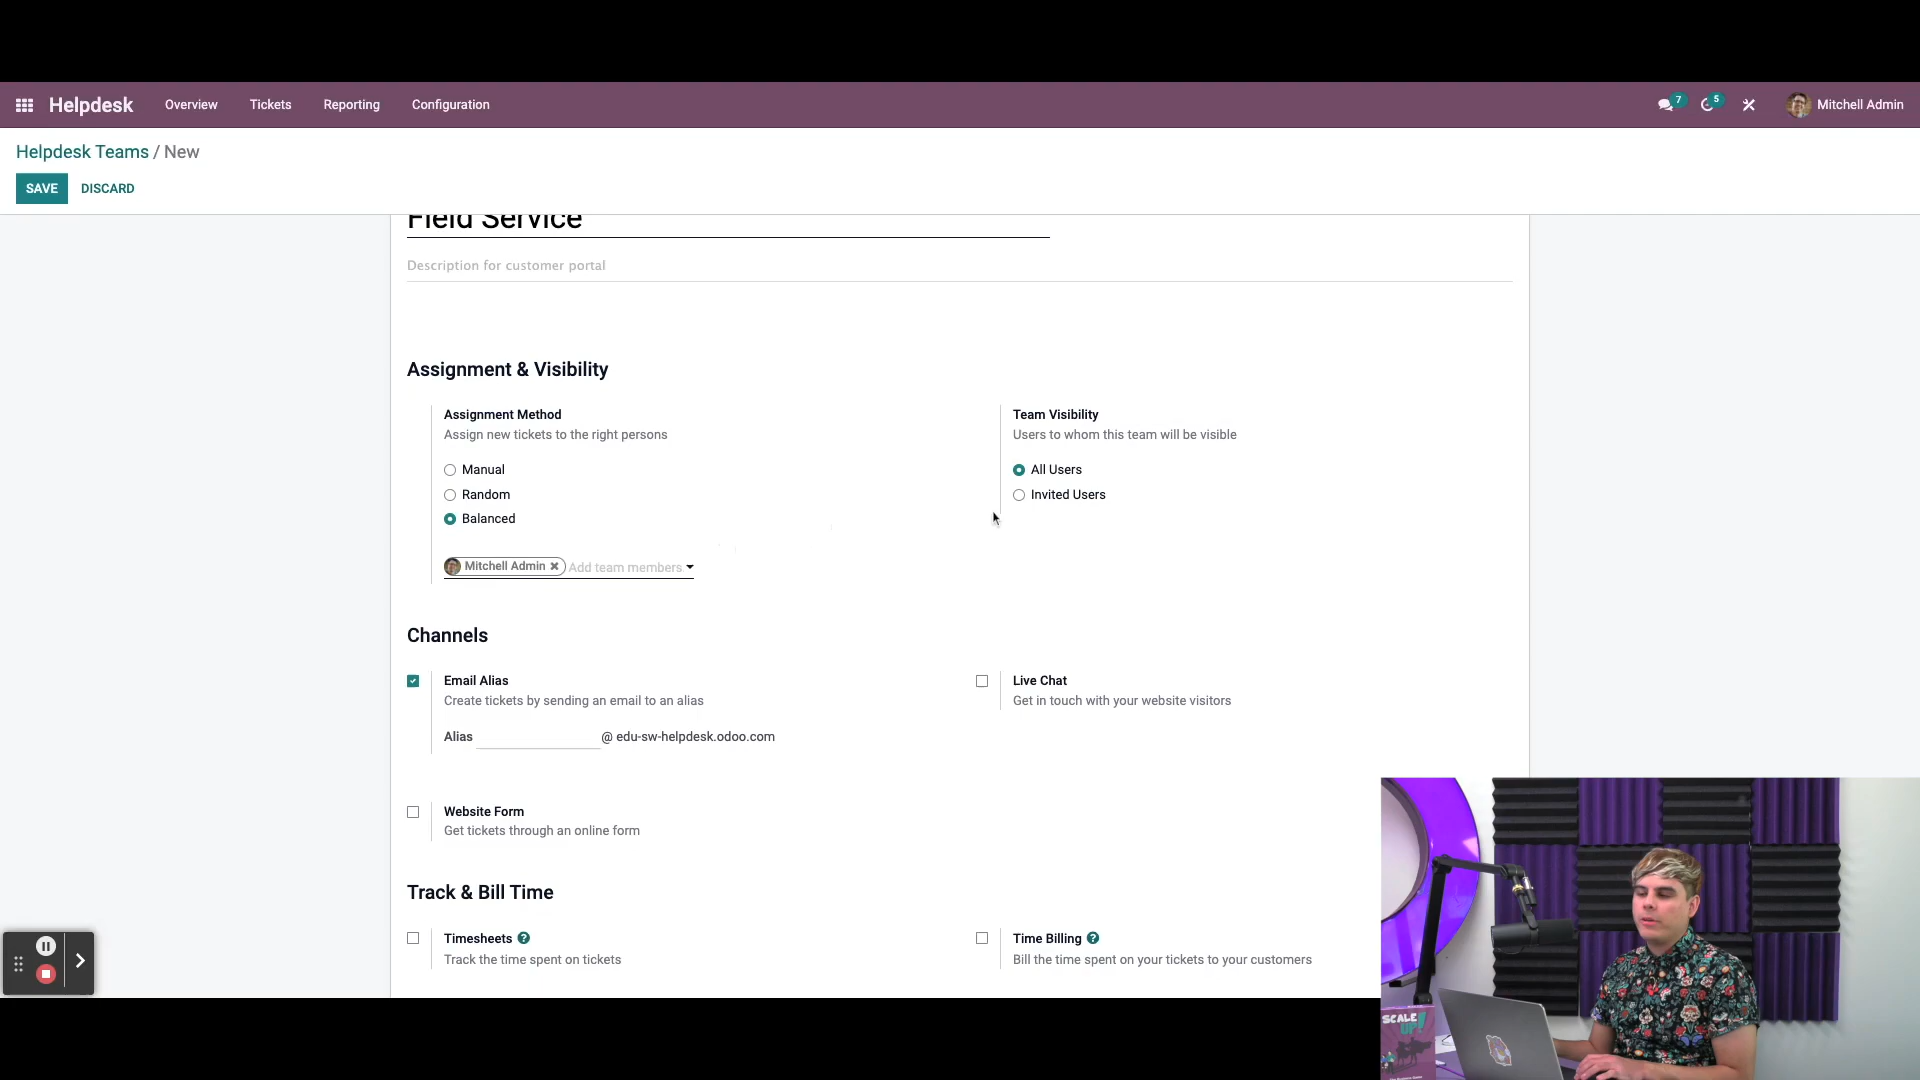 Helpdesk Overview Tickets Reporting Configuration 7 5 Mitchell Admin
Helpdesk Teams / New
SAVE DISCARD
Field Service
Description for customer portal
Assignment & Visibility
Assignment Method
Assign new tickets to the right persons
Manual
Random
Balanced
Mitchell Admin Add team members
Team Visibility
Users to whom this team will be visible
All Users
Invited Users
Channels
Email Alias
Create tickets by sending an email to an alias
Alias @ edu-sw-helpdesk.odoo.com
Live Chat
Get in touch with your website visitors
Website Form
Get tickets through an online form
Track & Bill Time
Timesheets ?
Track the time spent on tickets
Time Billing ?
Bill the time spent on your tickets to your customers
SCALE
UP!